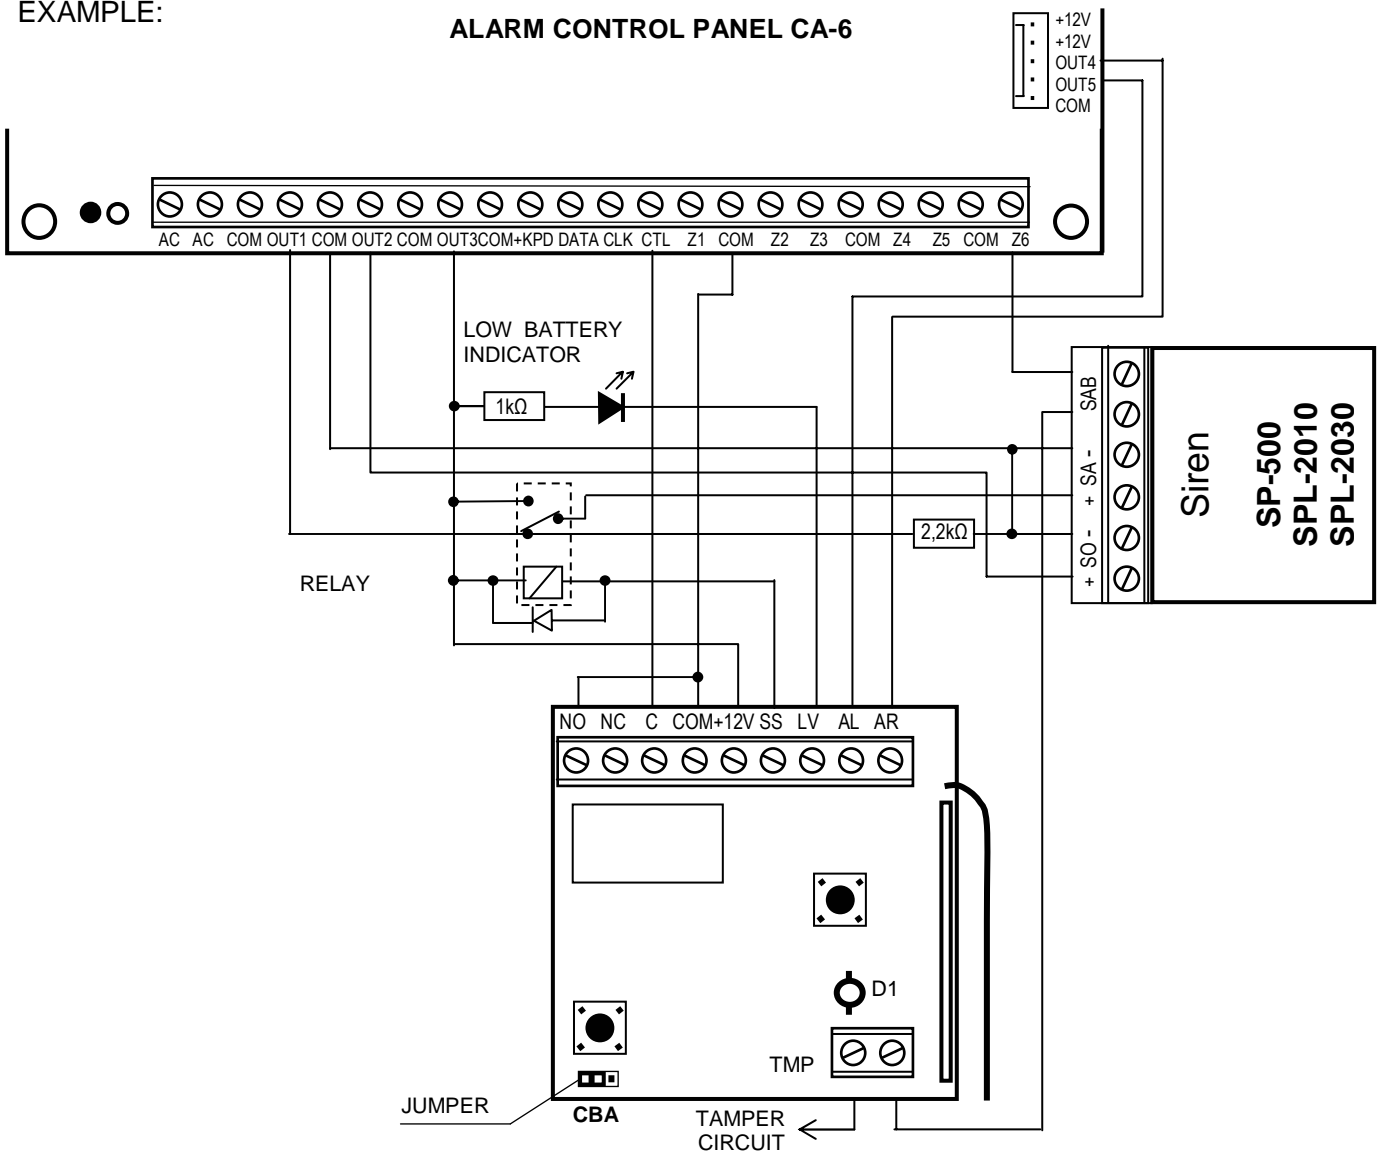 EXAMPLE:
ALARM CONTROL PANEL CA-6
+12V
+12V
OUT4
OUT5
COM
AC AC COM OUT1 COM OUT2 COM OUT3COM+KPD DATA CLK CTL Z1 COM Z2 Z3 COM Z4 Z5 COM Z6
LOW BATTERY
INDICATOR
1kΩ
2,2kΩ
RELAY
SAB
+ SA -
+ SO -
Siren
SP-500
SPL-2010
SPL-2030
NO NC C COM+12V SS LV AL AR
D1
TMP
JUMPER
CBA
TAMPER
CIRCUIT